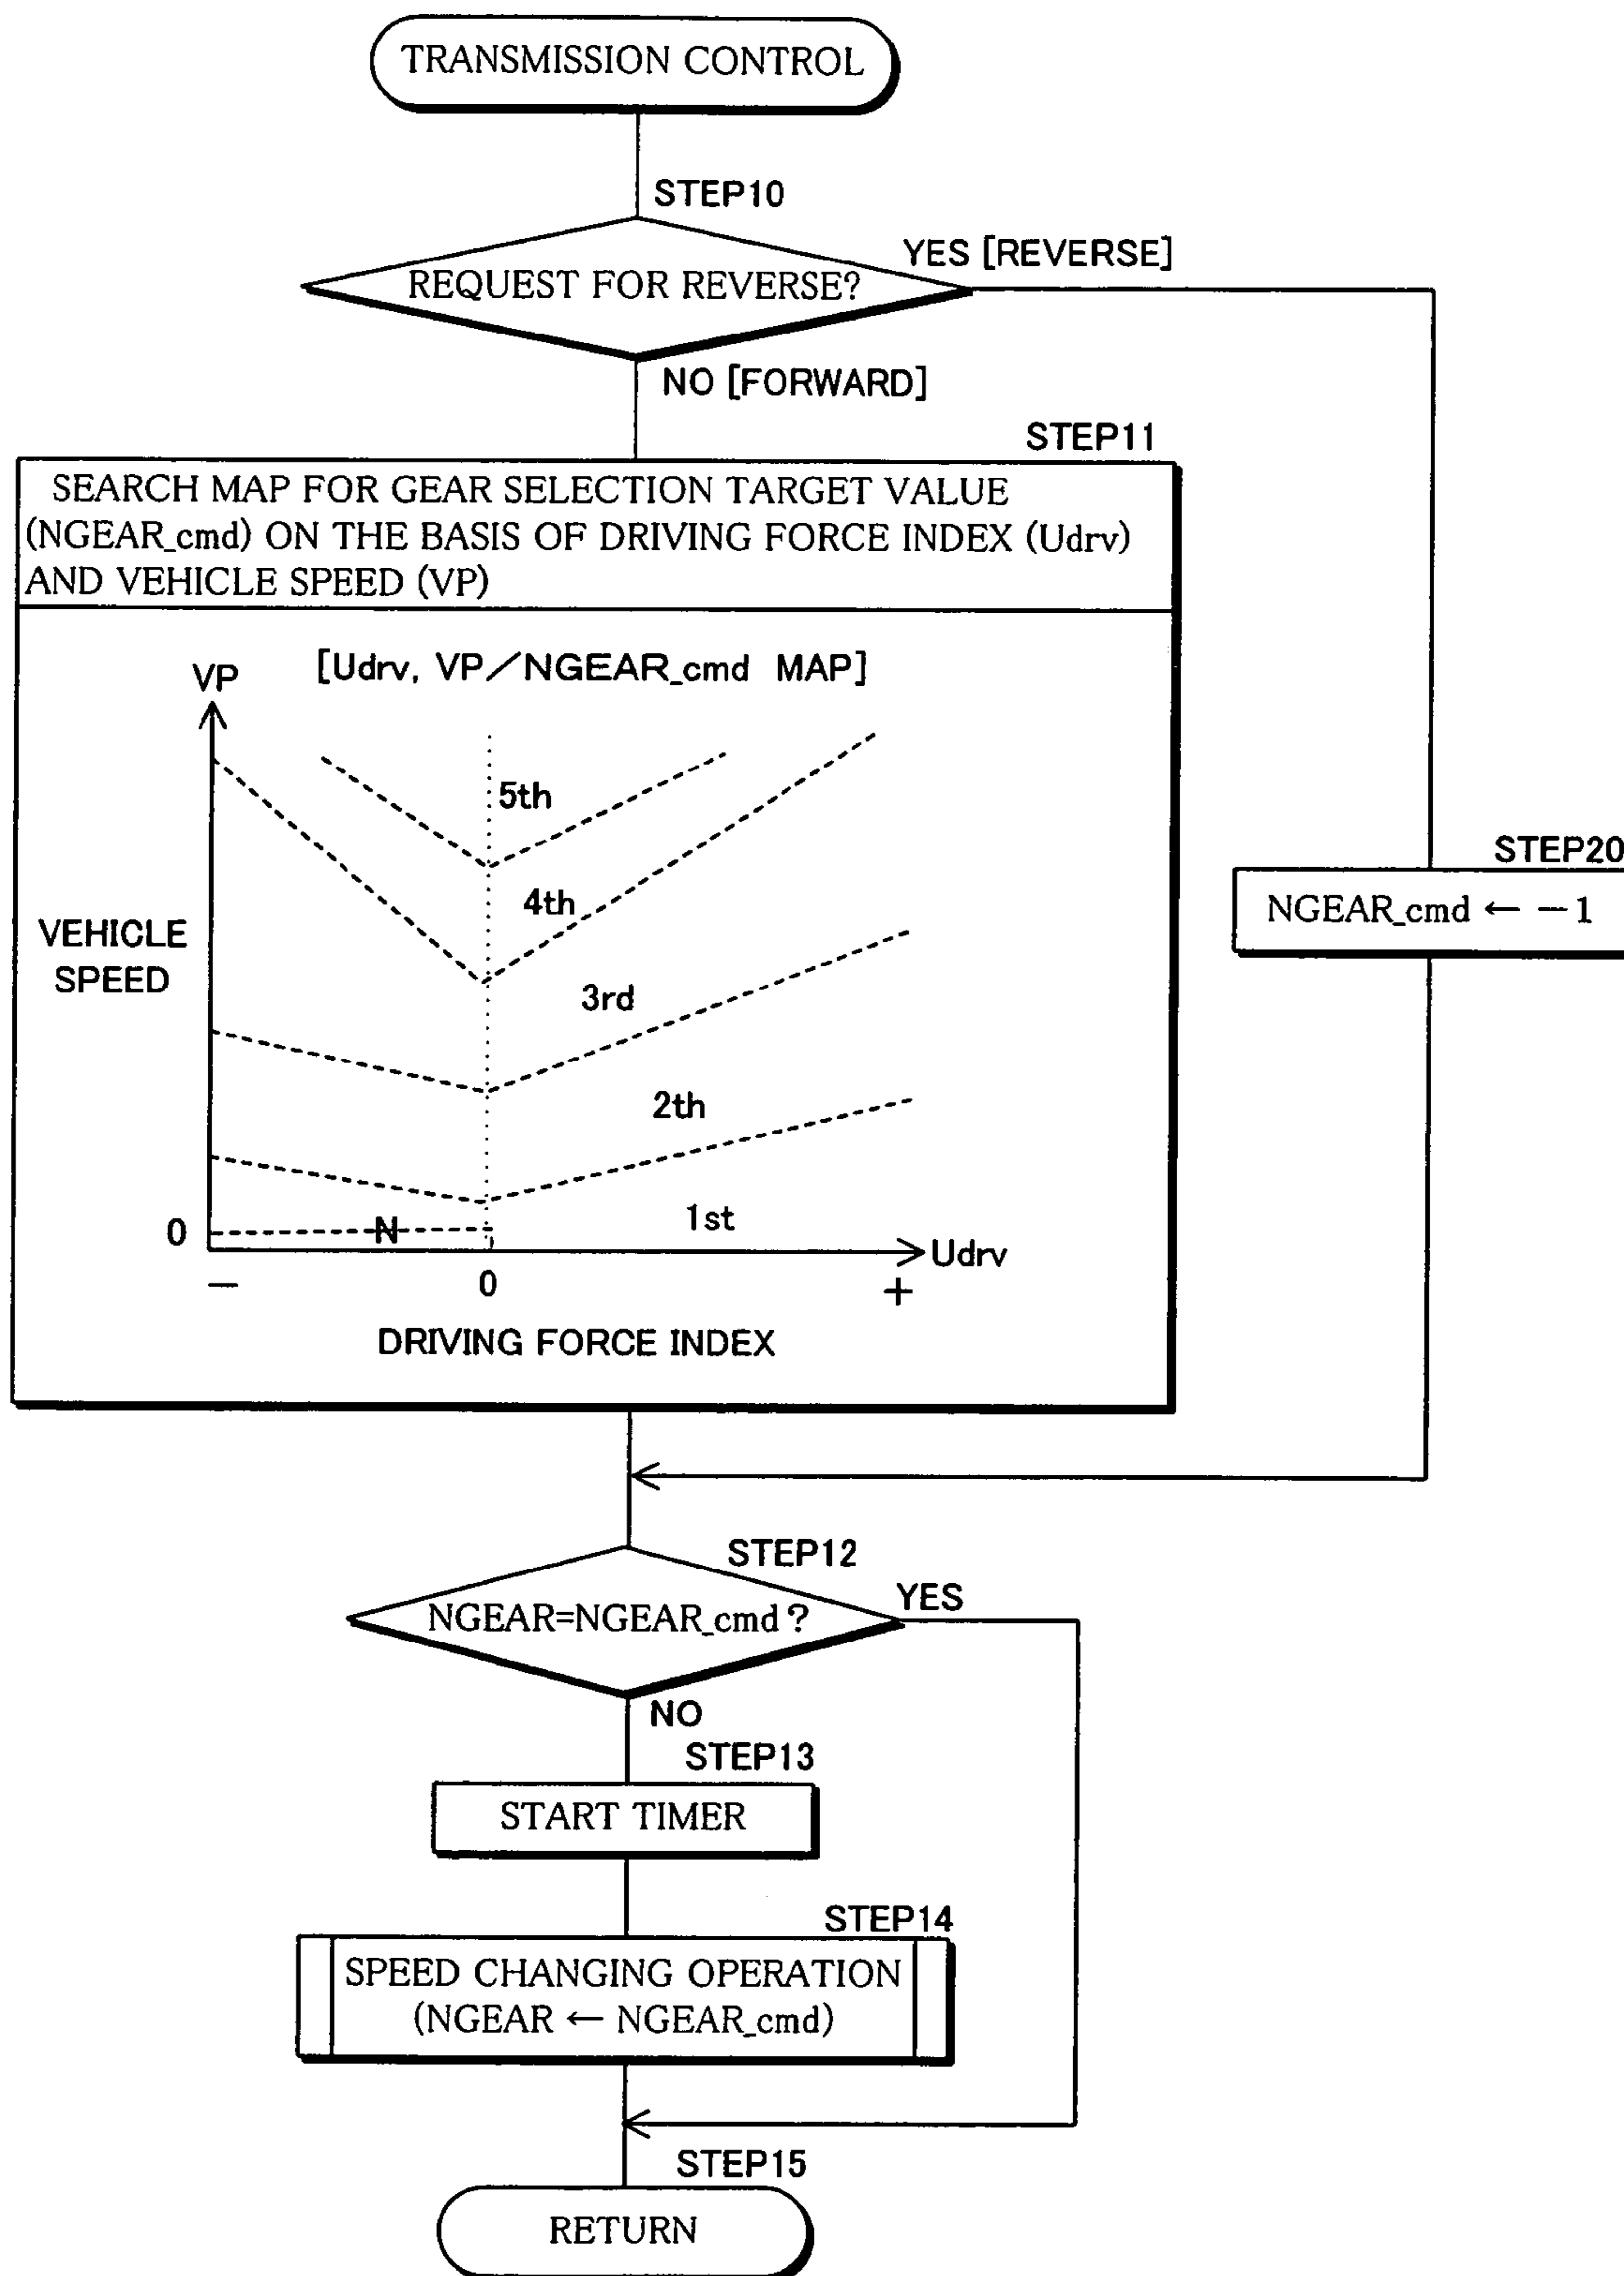 TRANSMISSION CONTROL
STEP10
REQUEST FOR REVERSE?
YES [REVERSE]
NO [FORWARD]
STEP11
SEARCH MAP FOR GEAR SELECTION TARGET VALUE
(NGEAR_cmd) ON THE BASIS OF DRIVING FORCE INDEX (Udrv)
AND VEHICLE SPEED (VP)
[Udrv, VP/NGEAR_cmd MAP]
VP
5th
4th
VEHICLE
SPEED
3rd
2th
1st
N
0
Udrv
−
0
+
DRIVING FORCE INDEX
STEP20
NGEAR_cmd ← −1
STEP12
NGEAR=NGEAR_cmd?
YES
NO
STEP13
START TIMER
STEP14
SPEED CHANGING OPERATION
(NGEAR ← NGEAR_cmd)
STEP15
RETURN